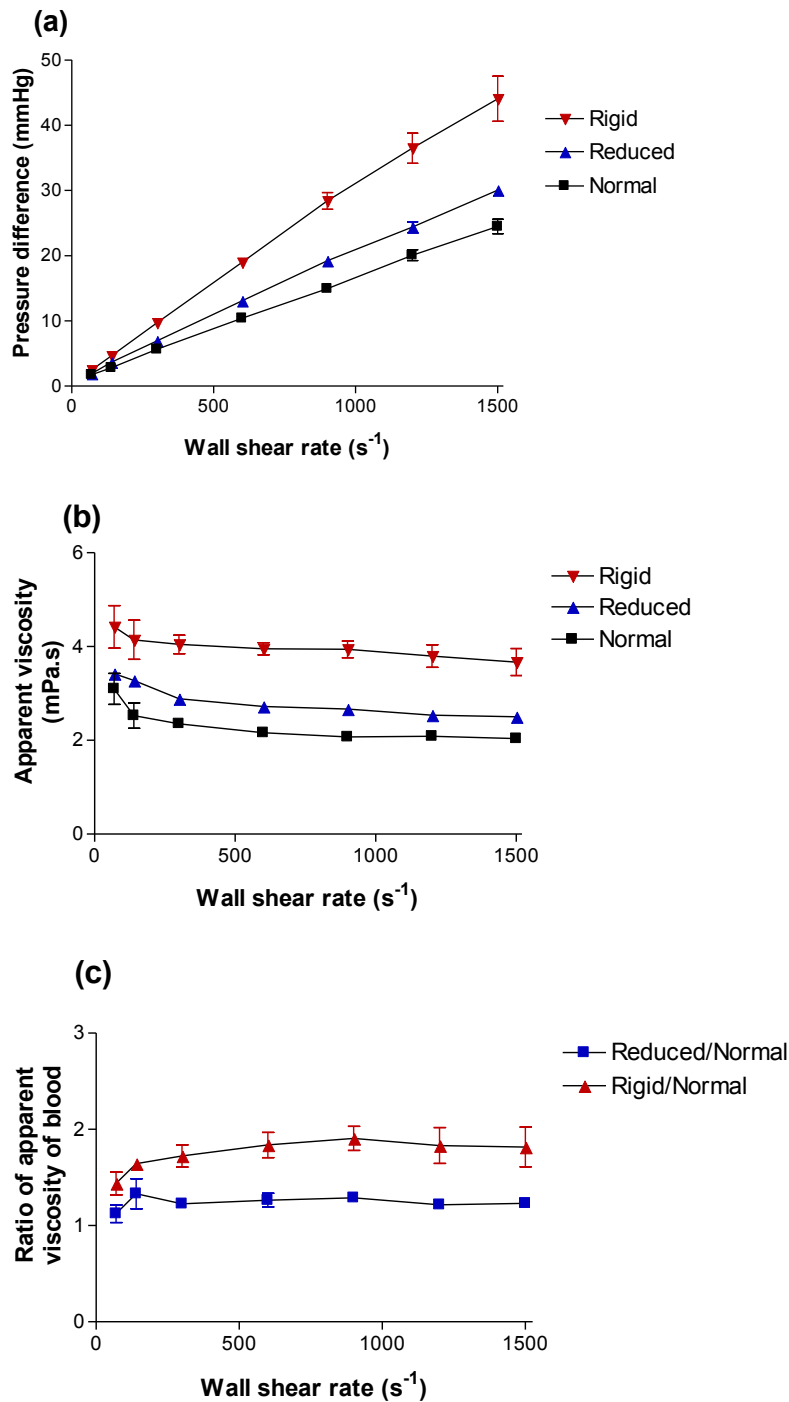 (a)
50
40
30
20
10
0
Pressure difference (mmHg)
0 500 1000 1500
Wall shear rate (s⁻¹)
Rigid
Reduced
Normal
(b)
6
4
2
0
Apparent viscosity
(mPa.s)
0 500 1000 1500
Wall shear rate (s⁻¹)
Rigid
Reduced
Normal
(c)
3
2
1
0
Ratio of apparent
viscosity of blood
0 500 1000 1500
Wall shear rate (s⁻¹)
Reduced/Normal
Rigid/Normal